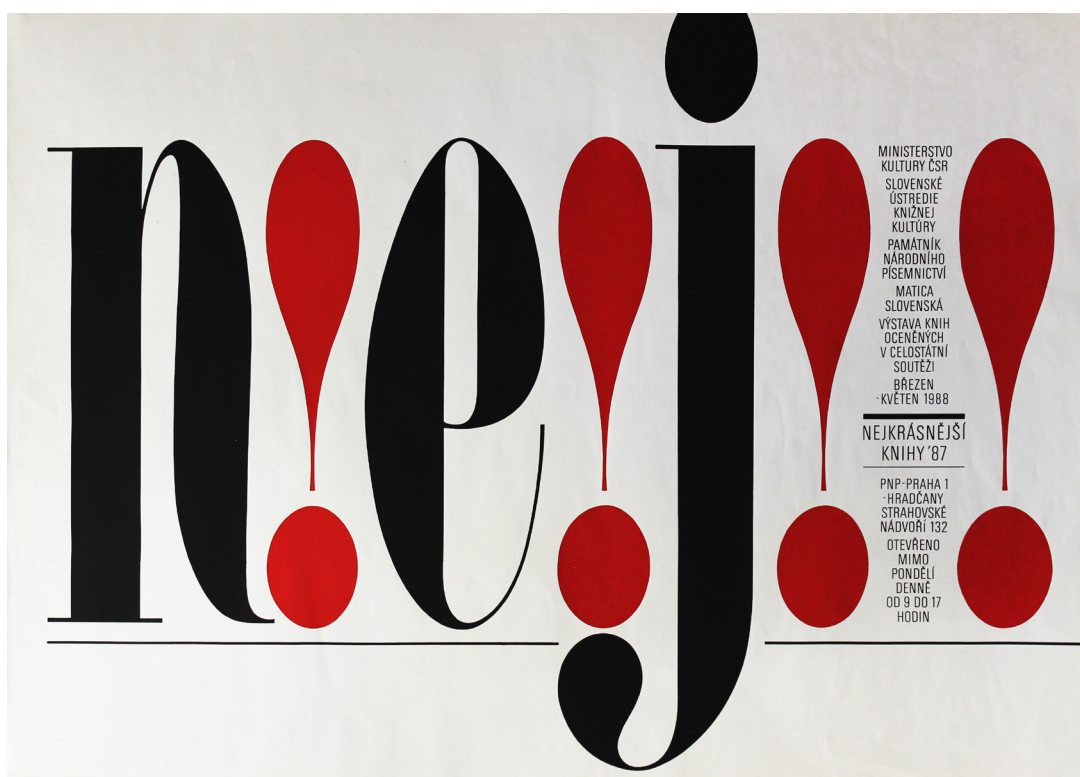 n!e!j!!
MINISTERSTVO
KULTURY ČSR
SLOVENSKÉ
ÚSTREDIE
KNIŽNEJ
KULTÚRY
PAMÁTNÍK
NÁRODNÍHO
PÍSEMNICTVÍ
MATICA
SLOVENSKÁ
VÝSTAVA KNIH
OCENĚNÝCH
V CELOSTÁTNÍ
SOUTĚŽI
BŘEZEN
-KVĚTEN 1988
NEJKRÁSNĚJŠÍ
KNIHY ´87
PNP-PRAHA 1
-HRADČANY
STRAHOVSKÉ
NÁDVOŘÍ 132
OTEVŘENO
MIMO
PONDĚLÍ
DENNĚ
OD 9 DO 17
HODIN